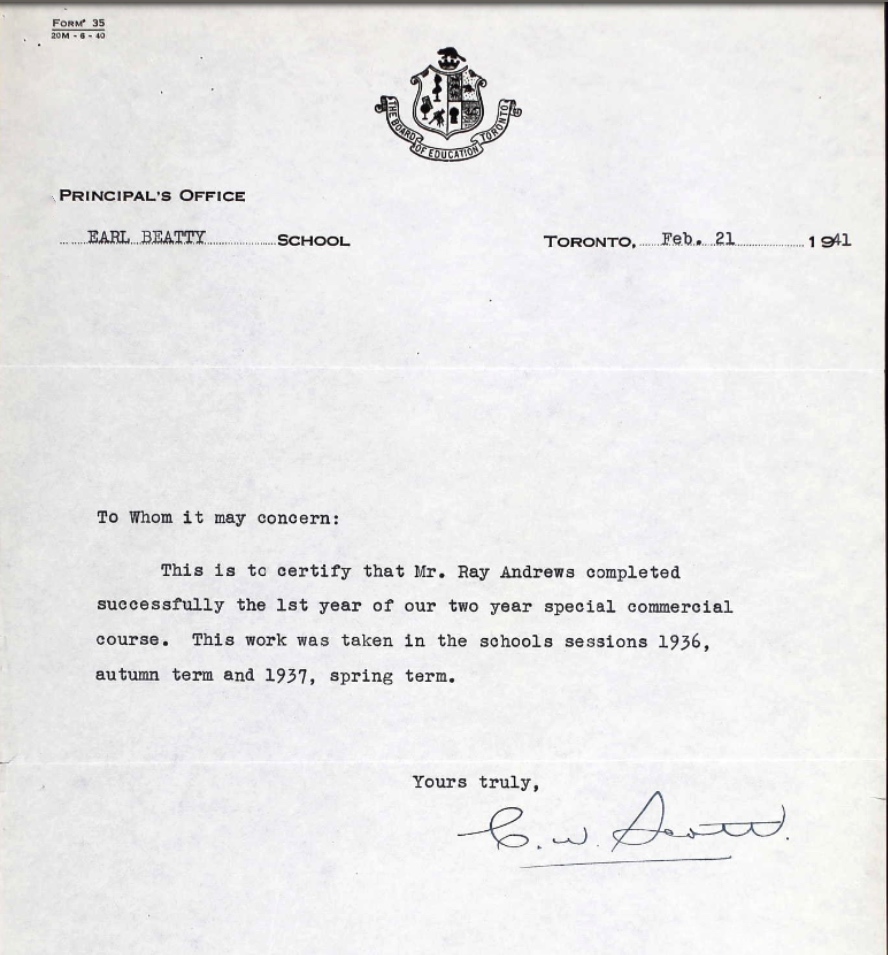 FORM 35
20M - 6 - 40
THE BOARD OF EDUCATION TORONTO
PRINCIPAL'S OFFICE
EARL BEATTY SCHOOL
TORONTO, Feb. 21 1941
To Whom it may concern:
This is to certify that Mr. Ray Andrews completed
successfully the 1st year of our two year special commercial
course. This work was taken in the schools sessions 1936,
autumn term and 1937, spring term.
Yours truly,
C. W. Scott.